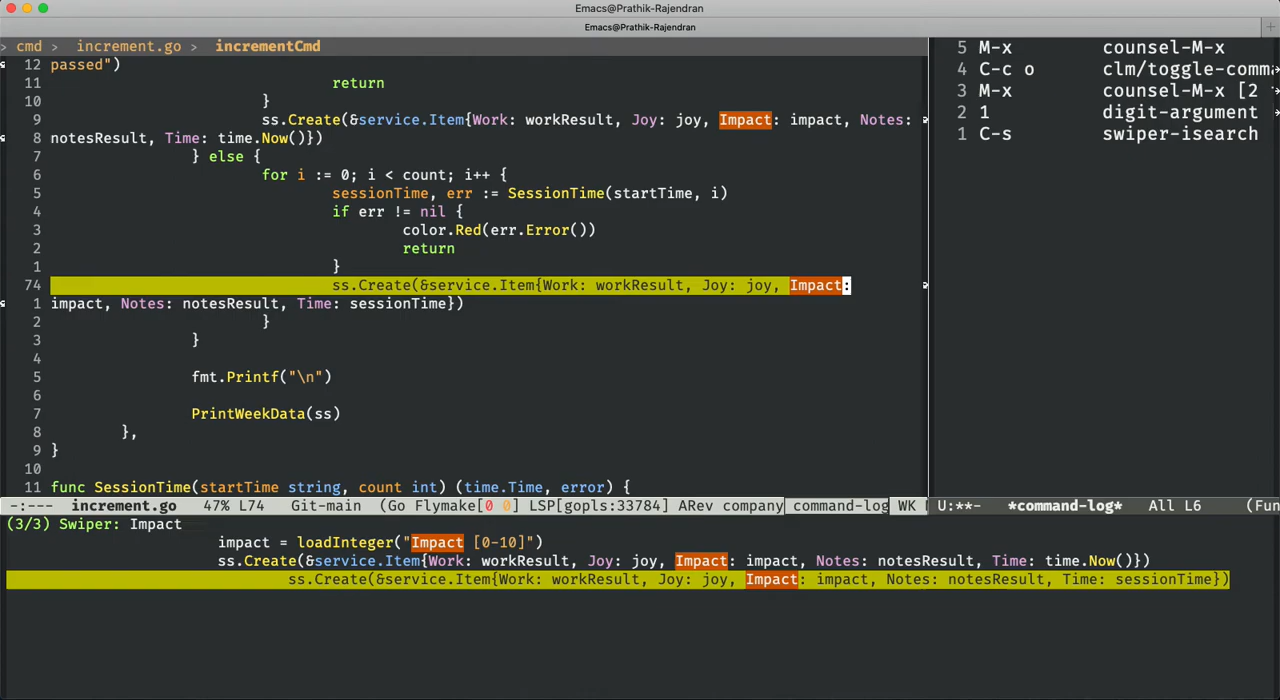 Emacs@Prathik-Rajendran
Emacs@Prathik-Rajendran
> cmd > increment.go > incrementCmd
12 passed")
11 return
10 }
9 ss.Create(&service.Item{Work: workResult, Joy: joy, Impact: impact, Notes:
8 notesResult, Time: time.Now()})
7 } else {
6 for i := 0; i < count; i++ {
5 sessionTime, err := SessionTime(startTime, i)
4 if err != nil {
3 color.Red(err.Error())
2 return
1 }
74 ss.Create(&service.Item{Work: workResult, Joy: joy, Impact:
1 impact, Notes: notesResult, Time: sessionTime})
2 }
3 }
4
5 fmt.Printf("\n")
6
7 PrintWeekData(ss)
8 },
9 }
10
11 func SessionTime(startTime string, count int) (time.Time, error) {
-:--- increment.go 47% L74 Git-main (Go Flymake[0 0] LSP[gopls:33784] ARev company command-log WK
5 M-x counsel-M-x
4 C-c o clm/toggle-comma
3 M-x counsel-M-x [2
2 1 digit-argument
1 C-s swiper-isearch
U:**- *command-log* All L6 (Fun
(3/3) Swiper: Impact
impact = loadInteger("Impact [0-10]")
ss.Create(&service.Item{Work: workResult, Joy: joy, Impact: impact, Notes: notesResult, Time: time.Now()})
ss.Create(&service.Item{Work: workResult, Joy: joy, Impact: impact, Notes: notesResult, Time: sessionTime})